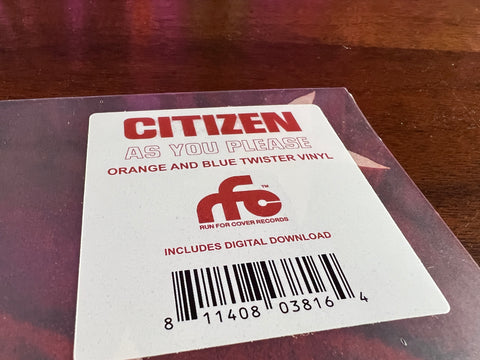 CITIZEN
AS YOU PLEASE
ORANGE AND BLUE TWISTER VINYL
rfc™
RUN FOR COVER RECORDS
INCLUDES DIGITAL DOWNLOAD
8 11408 03816 4